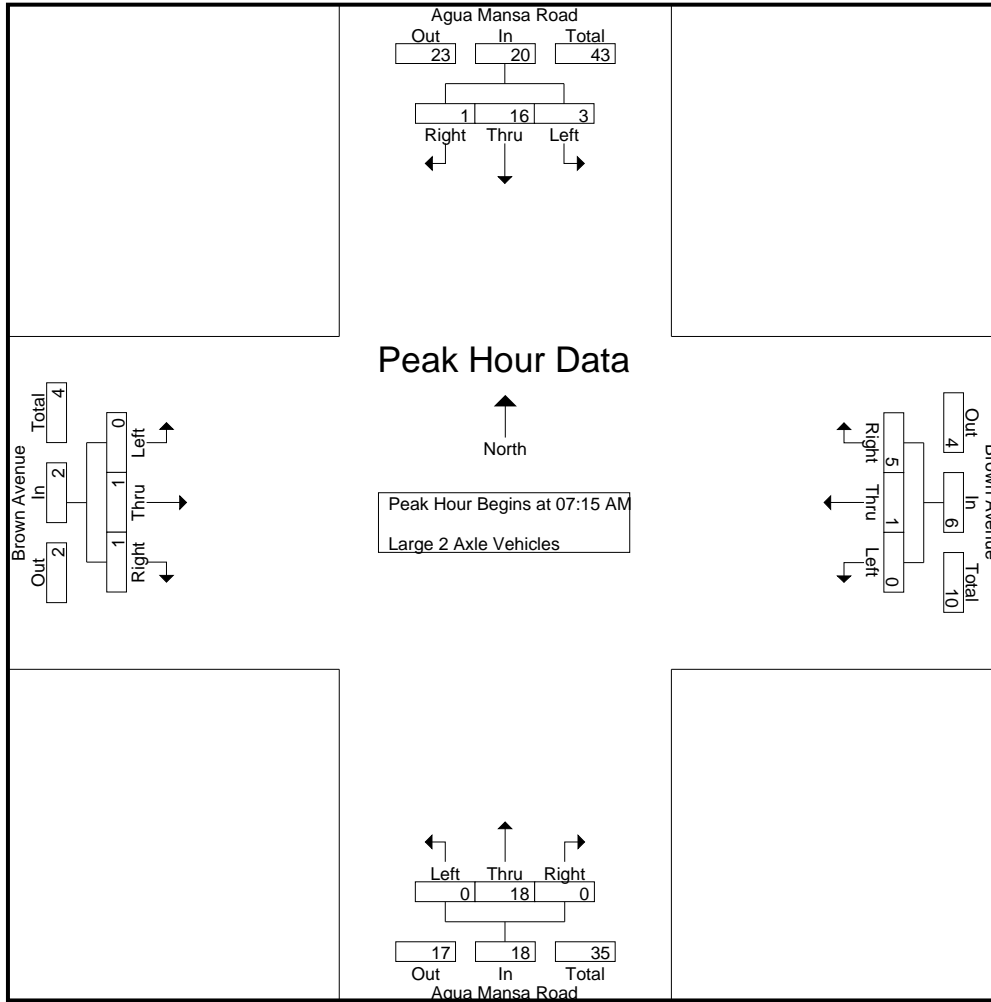 Agua Mansa Road
Out In Total
23 20 43
1 16 3
Right Thru Left
Peak Hour Data
North
Peak Hour Begins at 07:15 AM
Large 2 Axle Vehicles
Brown Avenue
Out In Total
2 2 4
0 1 1
Left Thru Right
Right Thru Left
5 1 0
Out In Total
4 6 10
Brown Avenue
Left Thru Right
0 18 0
17 18 35
Out In Total
Agua Mansa Road